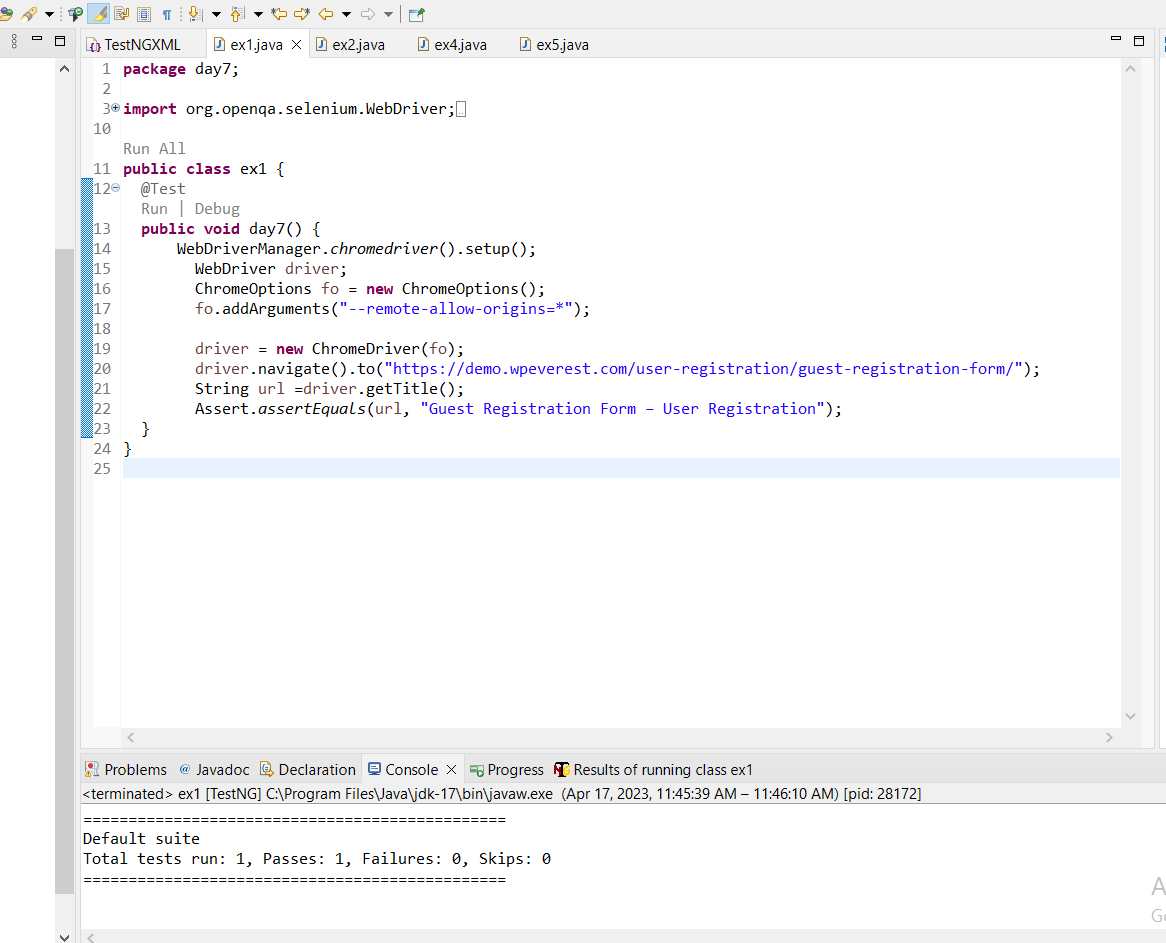 TestNGXML ex1.java ex2.java ex4.java ex5.java
1 package day7;
2
3 import org.openqa.selenium.WebDriver;
10
Run All
11 public class ex1 {
12 @Test
Run | Debug
13 public void day7() {
14 WebDriverManager.chromedriver().setup();
15 WebDriver driver;
16 ChromeOptions fo = new ChromeOptions();
17 fo.addArguments("--remote-allow-origins=*");
18
19 driver = new ChromeDriver(fo);
20 driver.navigate().to("https://demo.wpeverest.com/user-registration/guest-registration-form/");
21 String url =driver.getTitle();
22 Assert.assertEquals(url, "Guest Registration Form – User Registration");
23 }
24 }
25
Problems @ Javadoc Declaration Console Progress Results of running class ex1
<terminated> ex1 [TestNG] C:\Program Files\Java\jdk-17\bin\javaw.exe (Apr 17, 2023, 11:45:39 AM – 11:46:10 AM) [pid: 28172]
===============================================
Default suite
Total tests run: 1, Passes: 1, Failures: 0, Skips: 0
===============================================